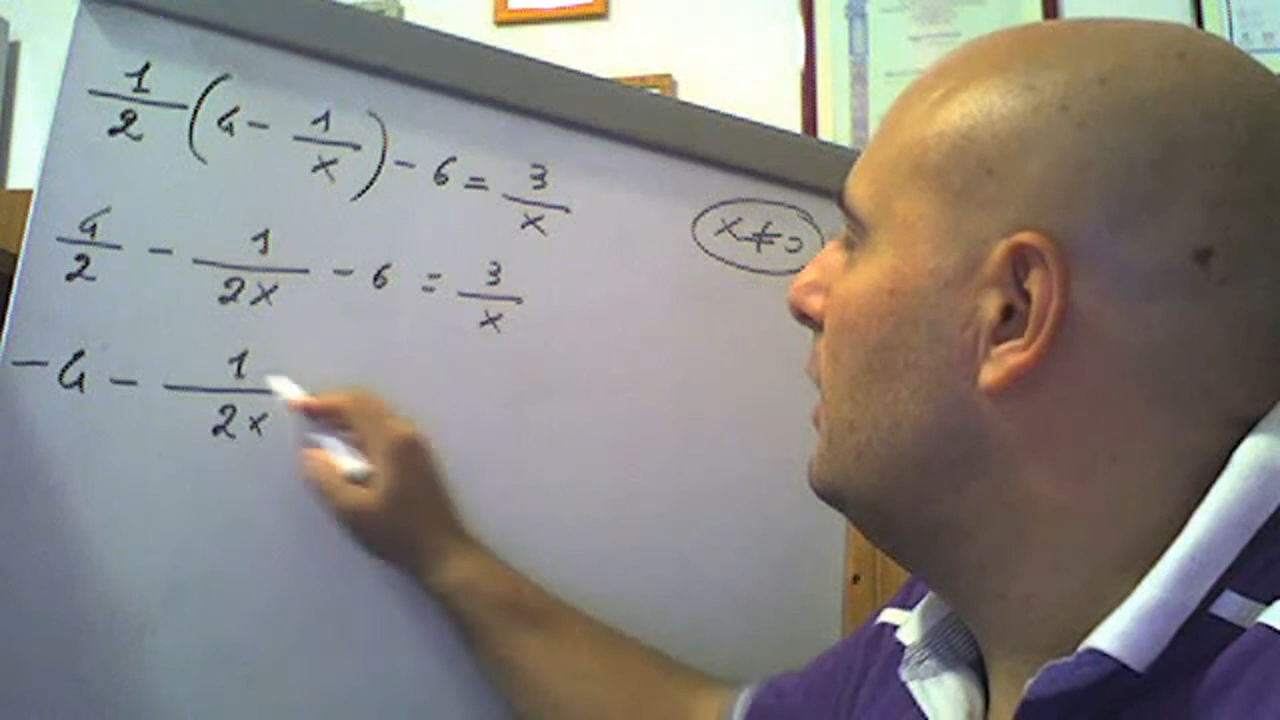 1/2 (4 - 1/x) - 6 = 3/x
x ≠ 0
4/2 - 1/2x - 6 = 3/x
- 4 - 1/2x